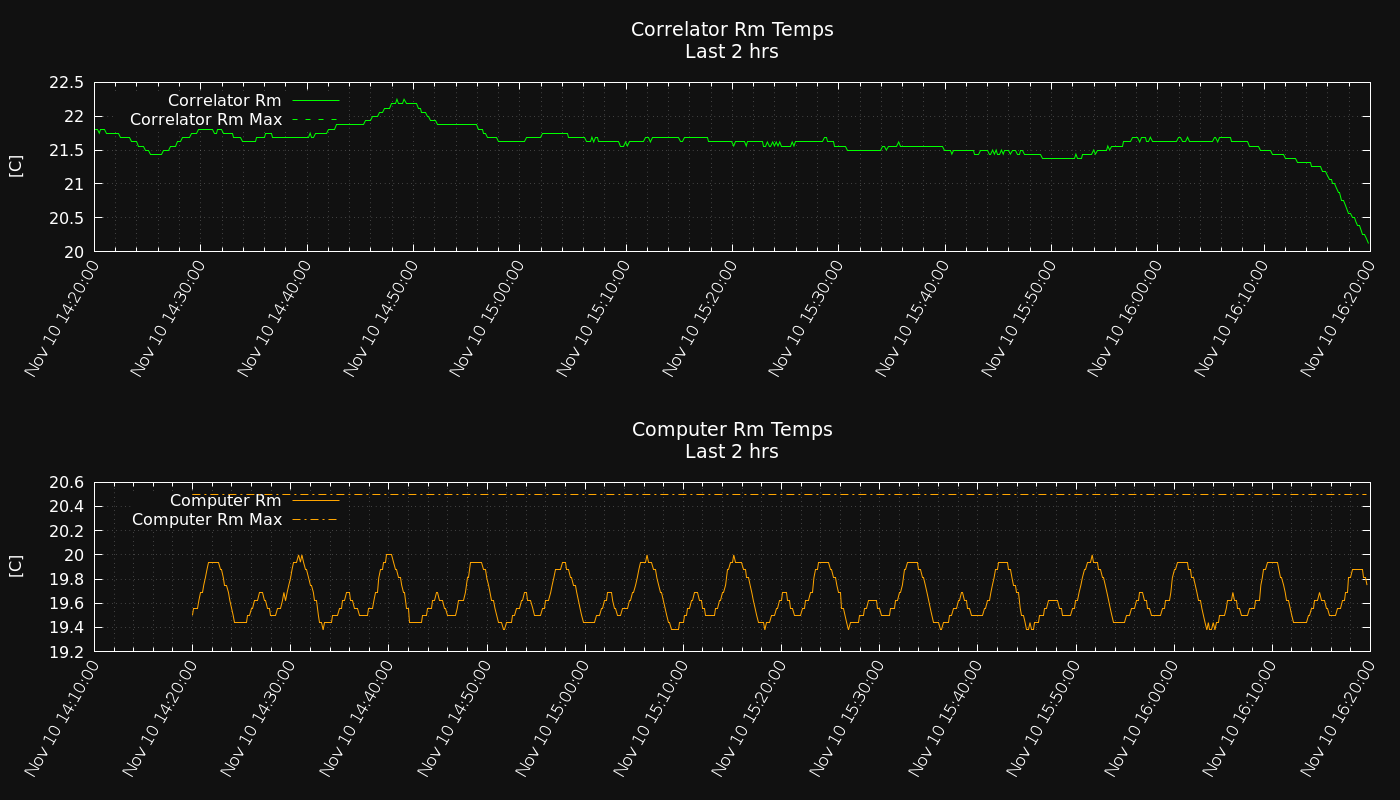 Correlator Rm Temps
Last 2 hrs
[C]
22.5
22
21.5
21
20.5
20
Correlator Rm
Correlator Rm Max
Nov 10 14:20:00
Nov 10 14:30:00
Nov 10 14:40:00
Nov 10 14:50:00
Nov 10 15:00:00
Nov 10 15:10:00
Nov 10 15:20:00
Nov 10 15:30:00
Nov 10 15:40:00
Nov 10 15:50:00
Nov 10 16:00:00
Nov 10 16:10:00
Nov 10 16:20:00
Computer Rm Temps
Last 2 hrs
[C]
20.6
20.4
20.2
20
19.8
19.6
19.4
19.2
Computer Rm
Computer Rm Max
Nov 10 14:10:00
Nov 10 14:20:00
Nov 10 14:30:00
Nov 10 14:40:00
Nov 10 14:50:00
Nov 10 15:00:00
Nov 10 15:10:00
Nov 10 15:20:00
Nov 10 15:30:00
Nov 10 15:40:00
Nov 10 15:50:00
Nov 10 16:00:00
Nov 10 16:10:00
Nov 10 16:20:00